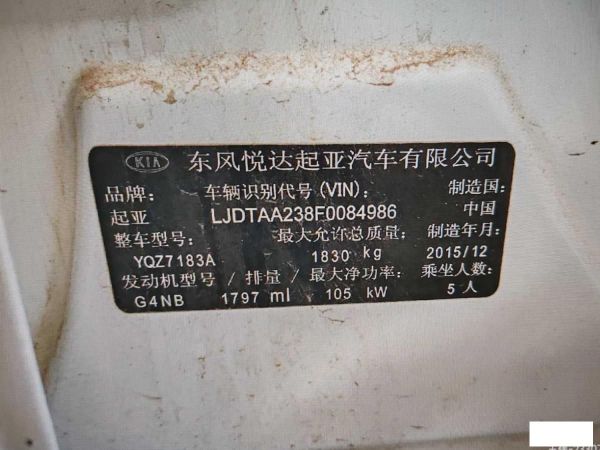 KIA 东风悦达起亚汽车有限公司
品牌: 车辆识别代号(VIN): 制造国:
起亚 LJDTAA238F0084986 中国
整车型号: 最大允许总质量: 制造年月:
YQZ7183A 1830 kg 2015/12
发动机型号 / 排量 / 最大净功率: 乘坐人数:
G4NB 1797 ml 105 kW 5人